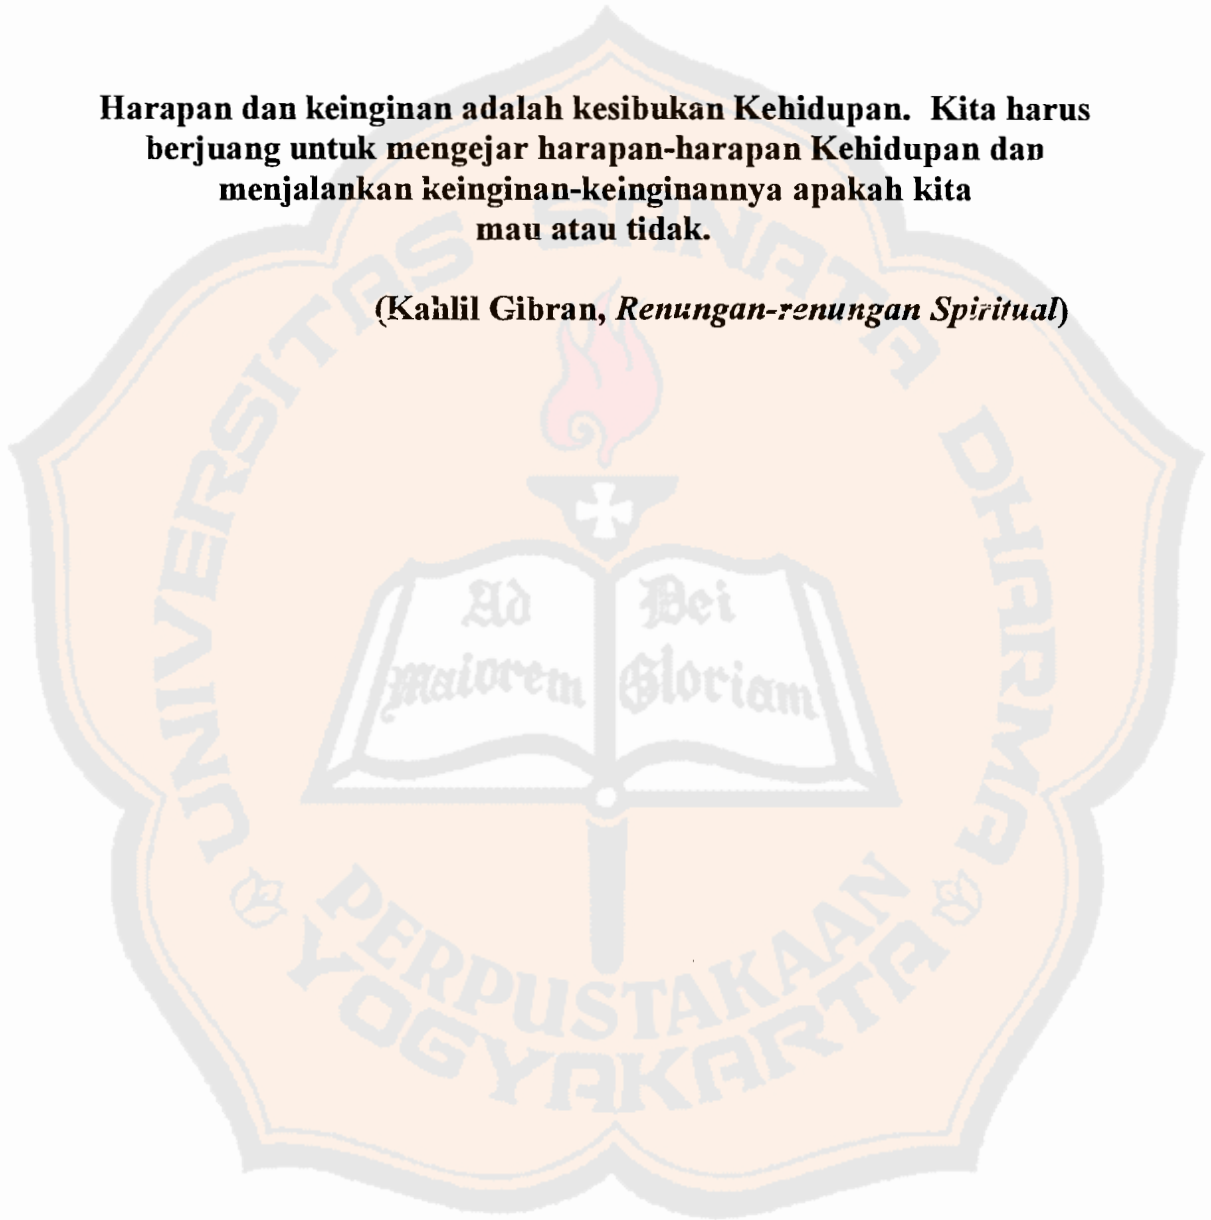 Harapan dan keinginan adalah kesibukan Kehidupan. Kita harus
berjuang untuk mengejar harapan-harapan Kehidupan dan
menjalankan keinginan-keinginannya apakah kita
mau atau tidak.
(Kahlil Gibran, Renungan-renungan Spiritual)
UNIVERSITAS SANATA DHARMA
Ad Dei
maiorem Gloriam
PERPUSTAKAAN
YOGYAKARTA